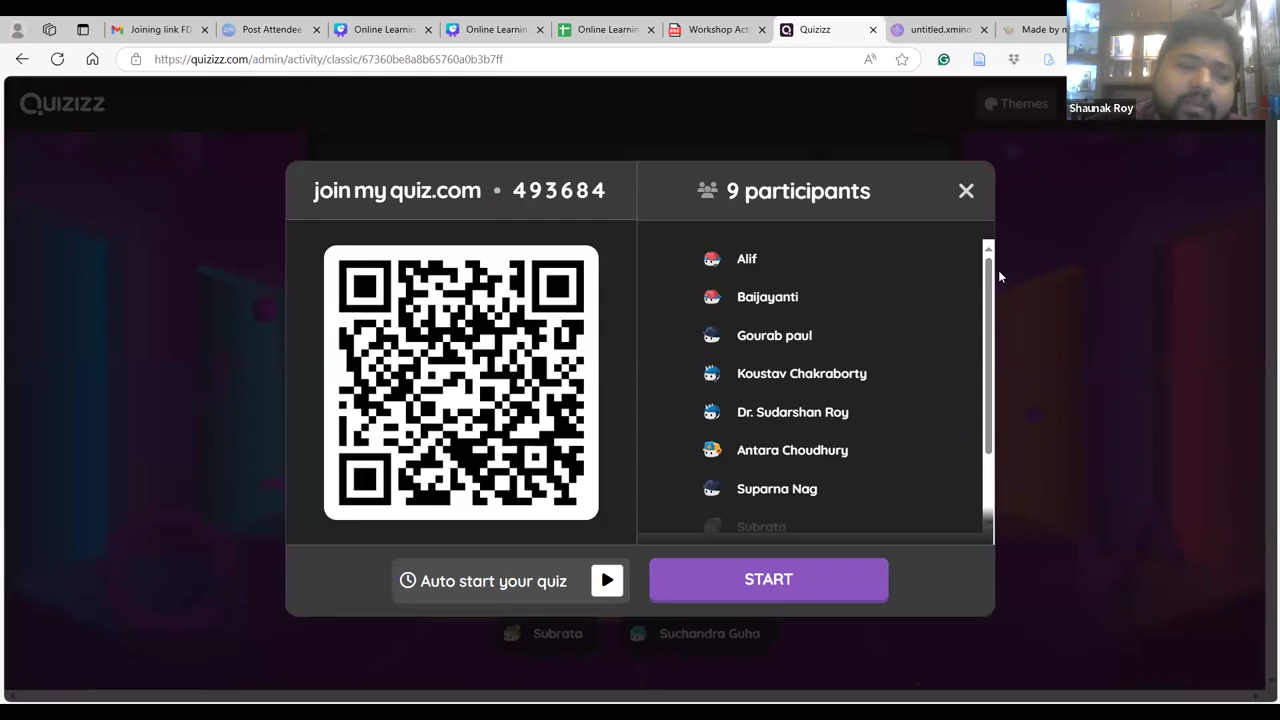 Joining link FD
Post Attendee
Online Learnin
Online Learnin
Online Learnin
Workshop Act
Quizizz
untitled.xmind
Made by
https://quizizz.com/admin/activity/classic/67360be8a8b65760a0b3b7ff
Shaunak Roy
QUIZIZZ
Themes
join my quiz.com • 493684
9 participants
Alif
Baijayanti
Gourab paul
Koustav Chakraborty
Dr. Sudarshan Roy
Antara Choudhury
Suparna Nag
Subrata
Auto start your quiz
START
Subrata
Suchandra Guha